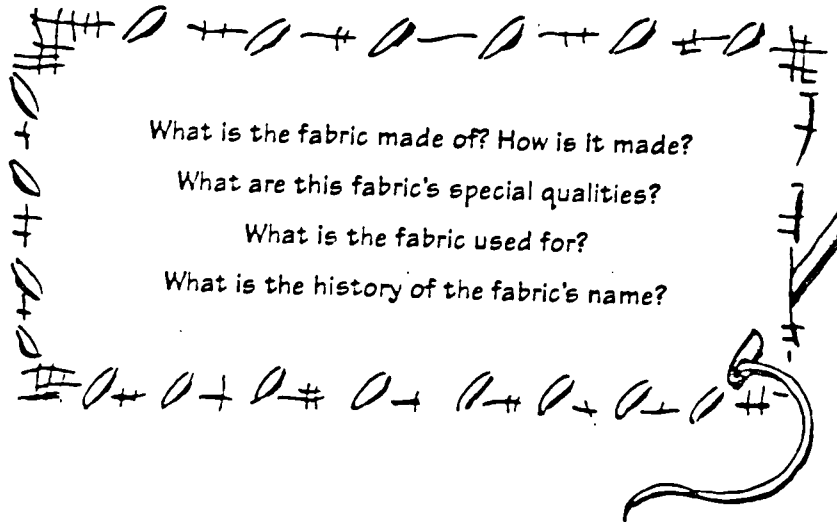 What is the fabric made of? How is it made?
What are this fabric's special qualities?
What is the fabric used for?
What is the history of the fabric's name?